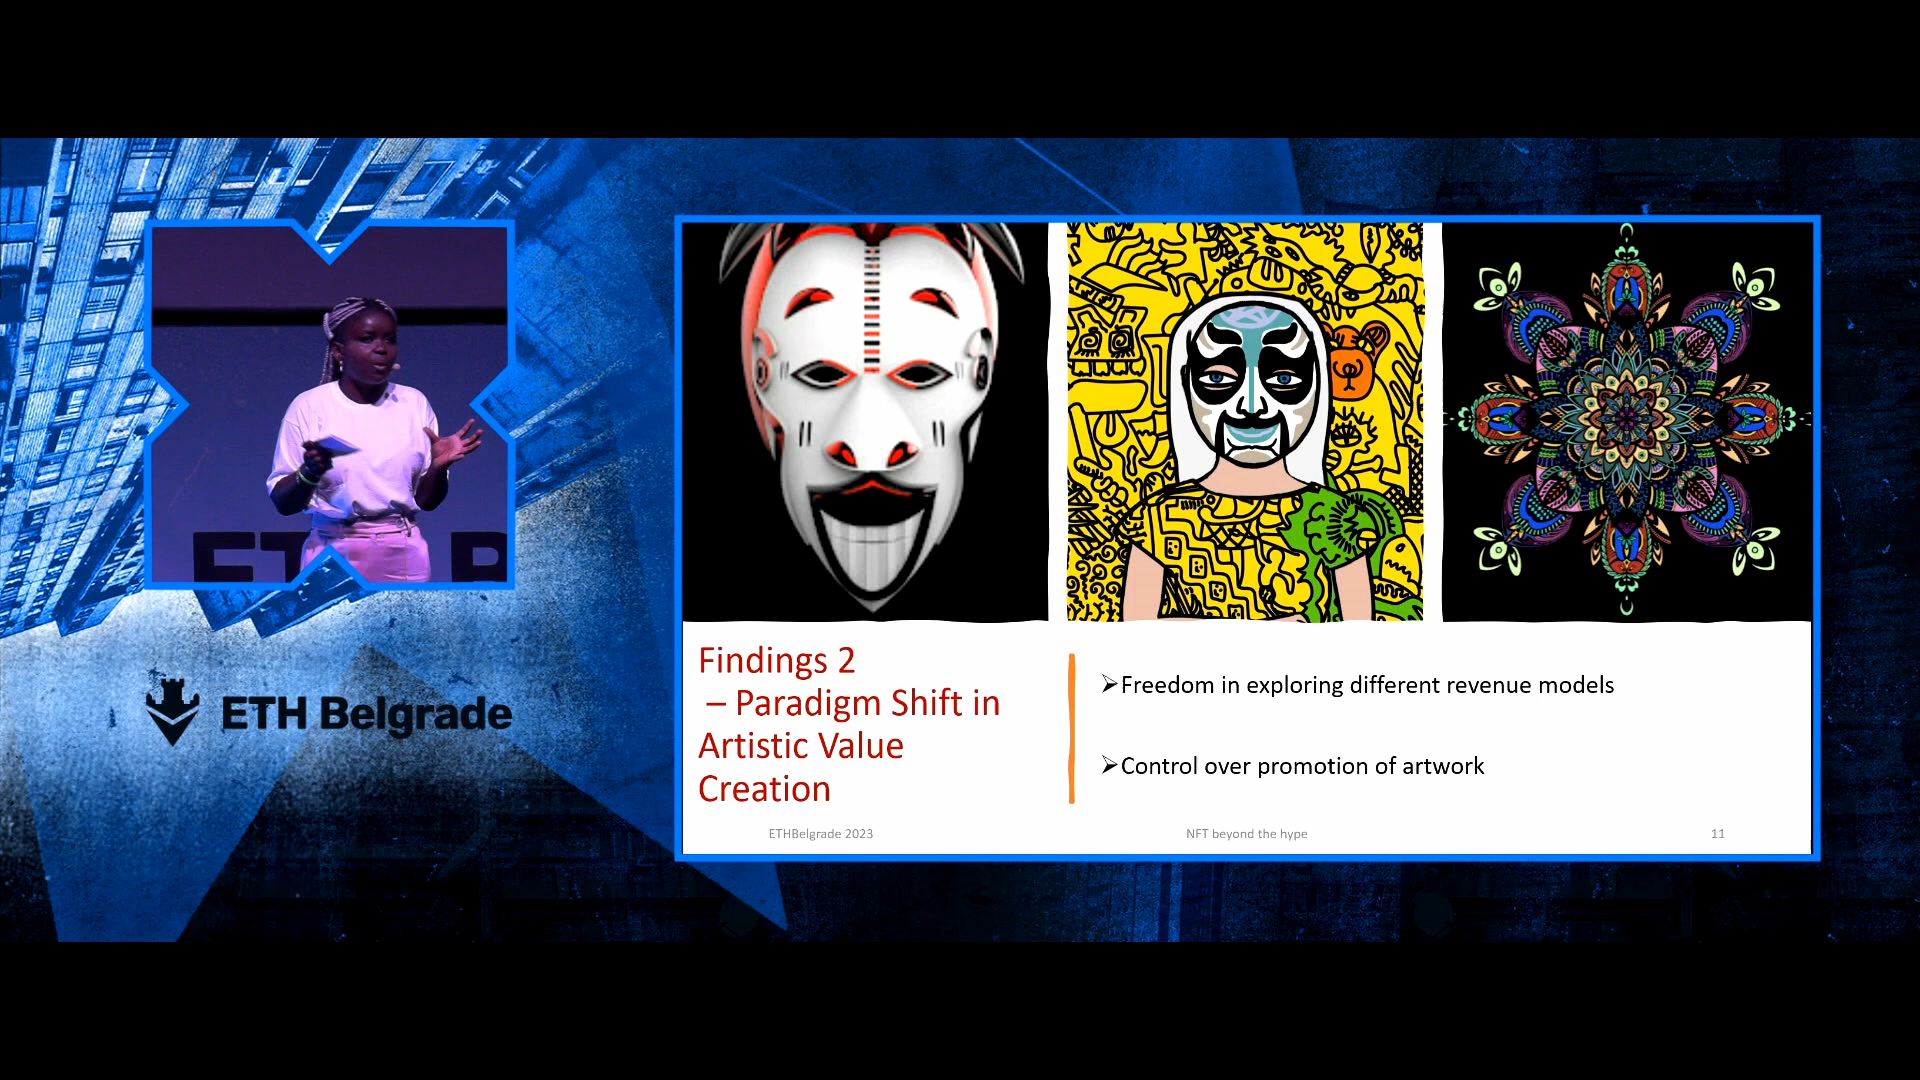 ETH Belgrade
Findings 2
– Paradigm Shift in
Artistic Value
Creation
➢Freedom in exploring different revenue models
➢Control over promotion of artwork
ETHBelgrade 2023
NFT beyond the hype
11